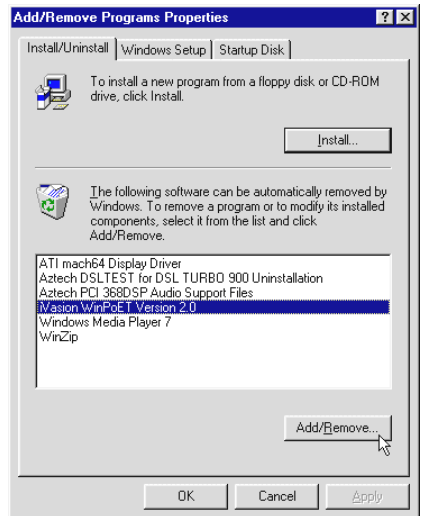 Add/Remove Programs Properties
Install/Uninstall
Windows Setup
Startup Disk
To install a new program from a floppy disk or CD-ROM
drive, click Install.
Install...
The following software can be automatically removed by
Windows. To remove a program or to modify its installed
components, select it from the list and click
Add/Remove.
ATI mach64 Display Driver
Aztech DSLTEST for DSL TURBO 900 Uninstallation
Aztech PCI 368DSP Audio Support Files
iVasion WinPoET Version 2.0
Windows Media Player 7
WinZip
Add/Remove...
OK
Cancel
Apply